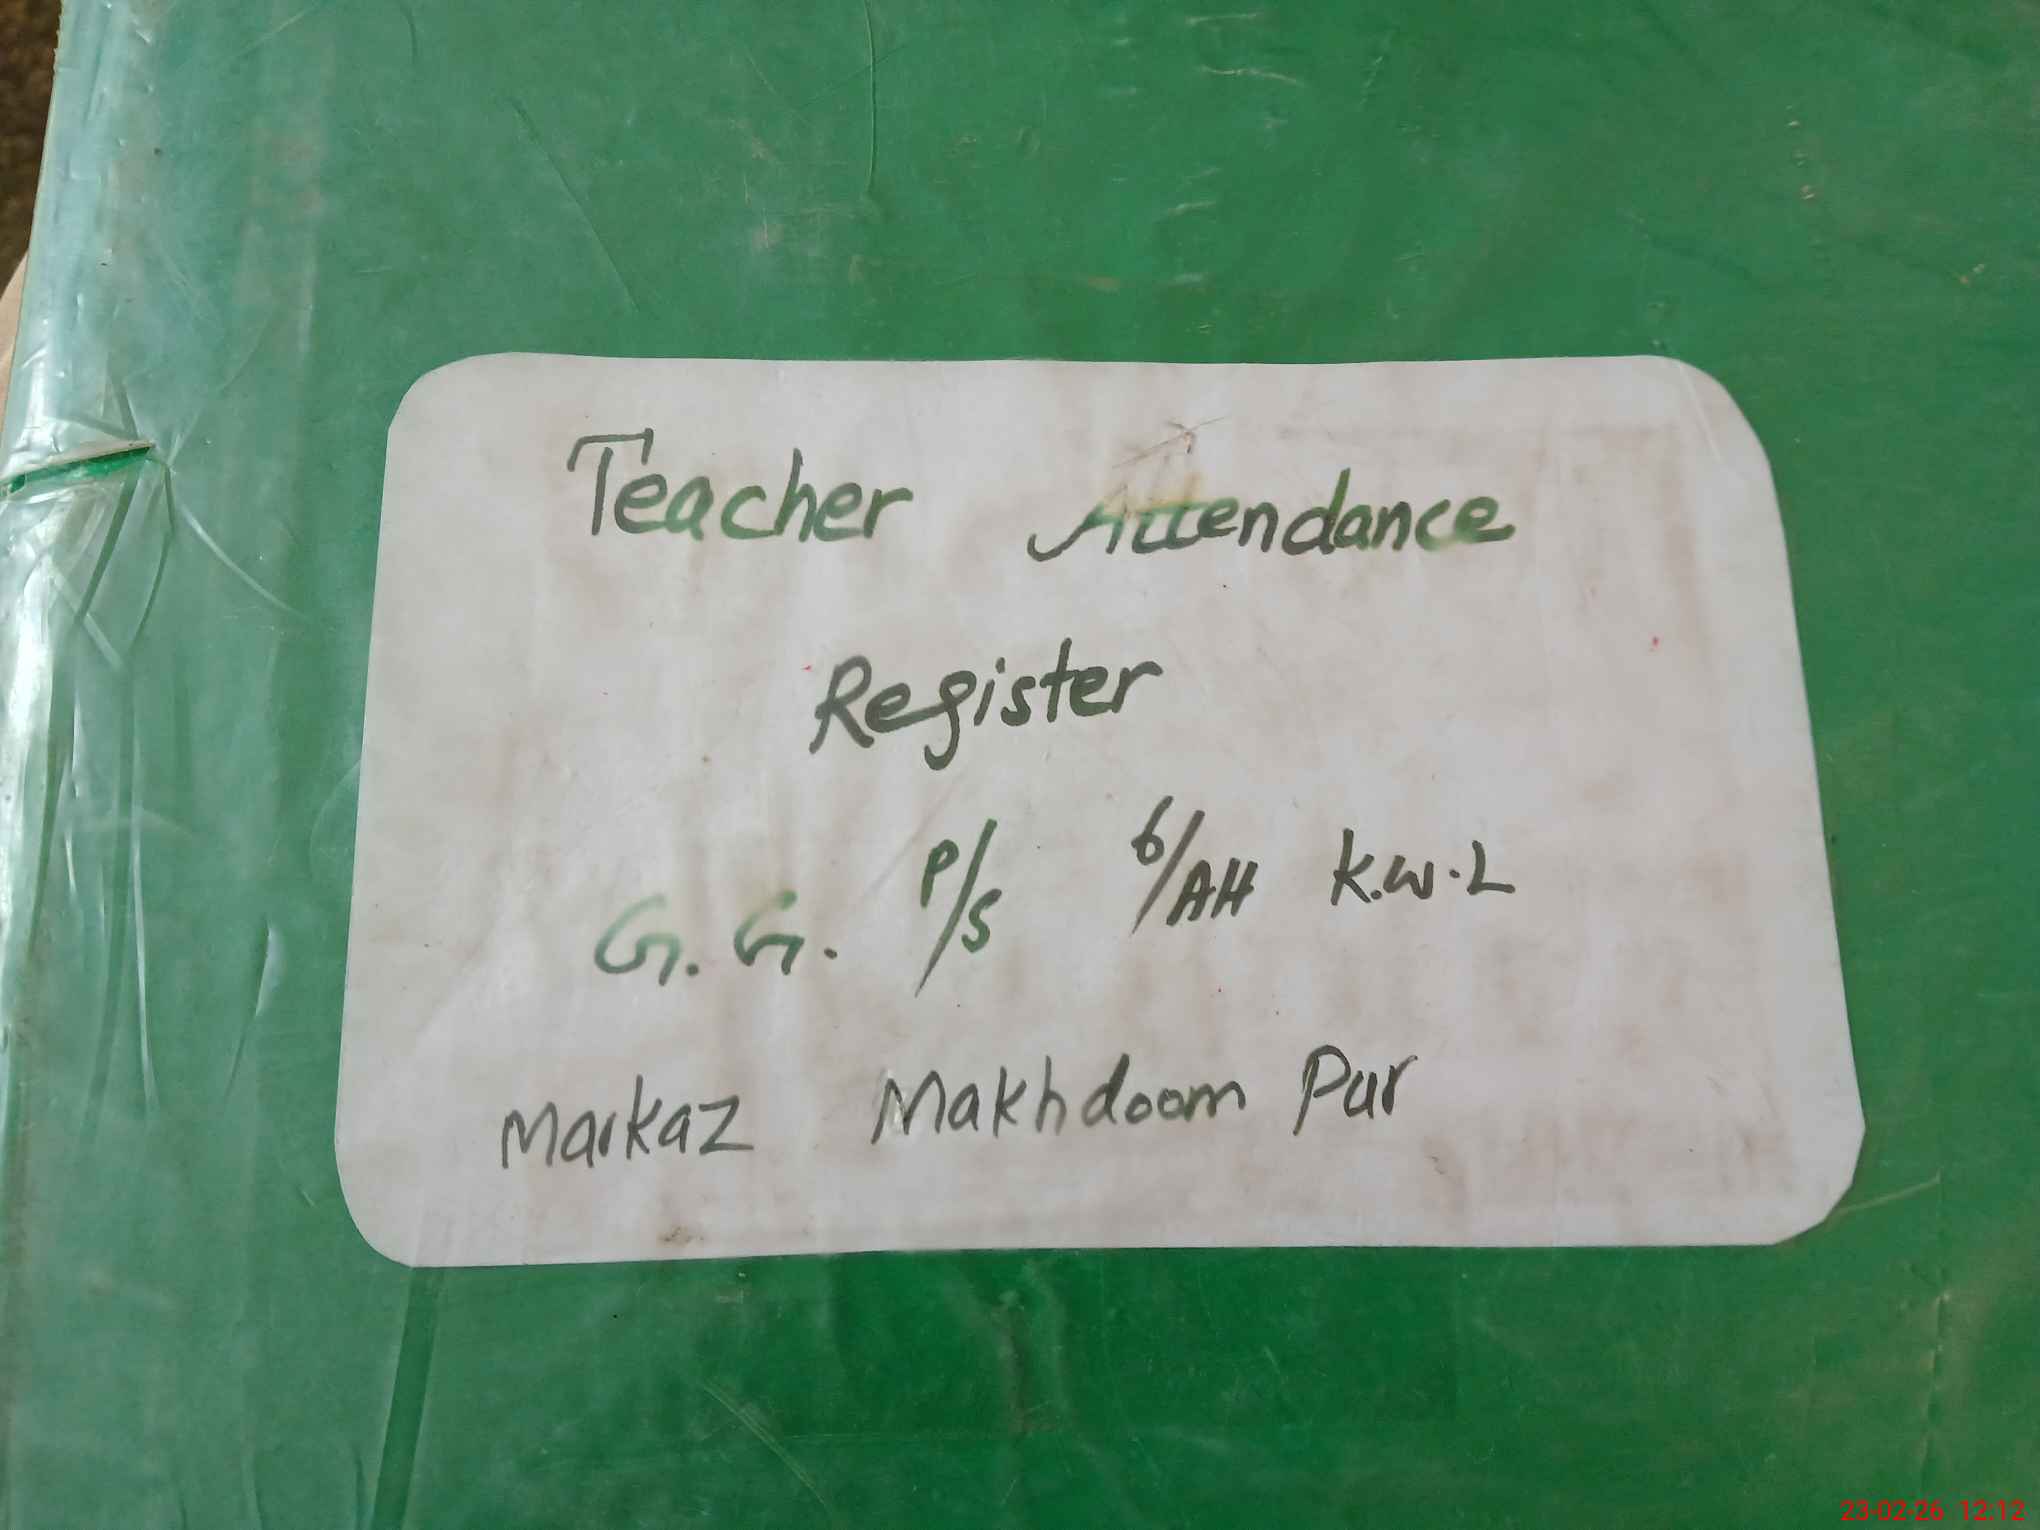 Teacher Attendance
Register
G.G. P/S 6/AH K.W.L
Markaz Makhdoom Pur
23-02-26 12:12